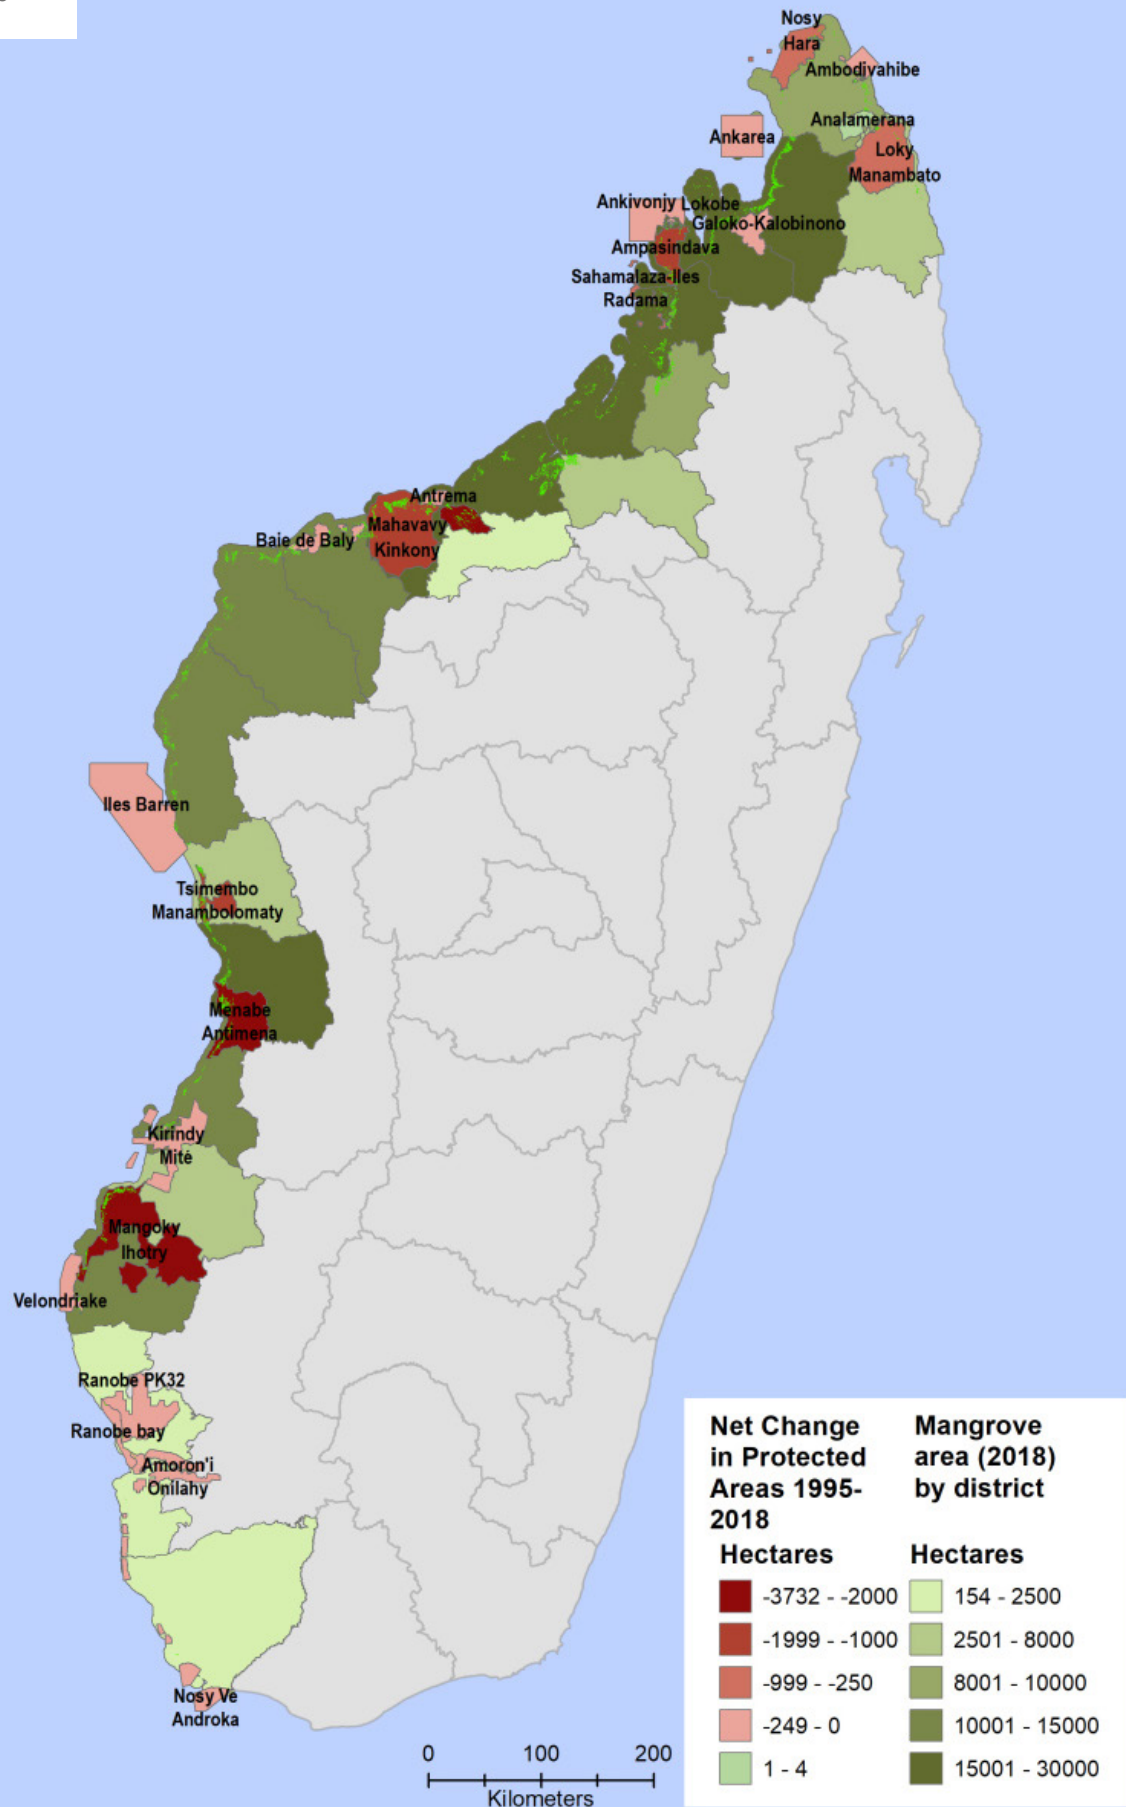 Nosy
Hara
Ambodivahibe
Analamerana
Ankarea
Loky
Manambato
Ankivonjy Lokobe
Galoko-Kalobinono
Ampasindava
Sahamalaza-Iles
Radama
Antrema
Mahavavy
Kinkony
Baie de Baly
Iles Barren
Tsimembo
Manambolomaty
Menabe
Antimena
Kirindy
Mité
Mangoky
Ihotry
Velondriake
Ranobe PK32
Ranobe bay
Amoron'i
Onilahy
Nosy Ve
Androka
Net Change
in Protected
Areas 1995-
2018
Hectares
-3732 - -2000
-1999 - -1000
-999 - -250
-249 - 0
1 - 4
Mangrove
area (2018)
by district
Hectares
154 - 2500
2501 - 8000
8001 - 10000
10001 - 15000
15001 - 30000
0 100 200
Kilometers